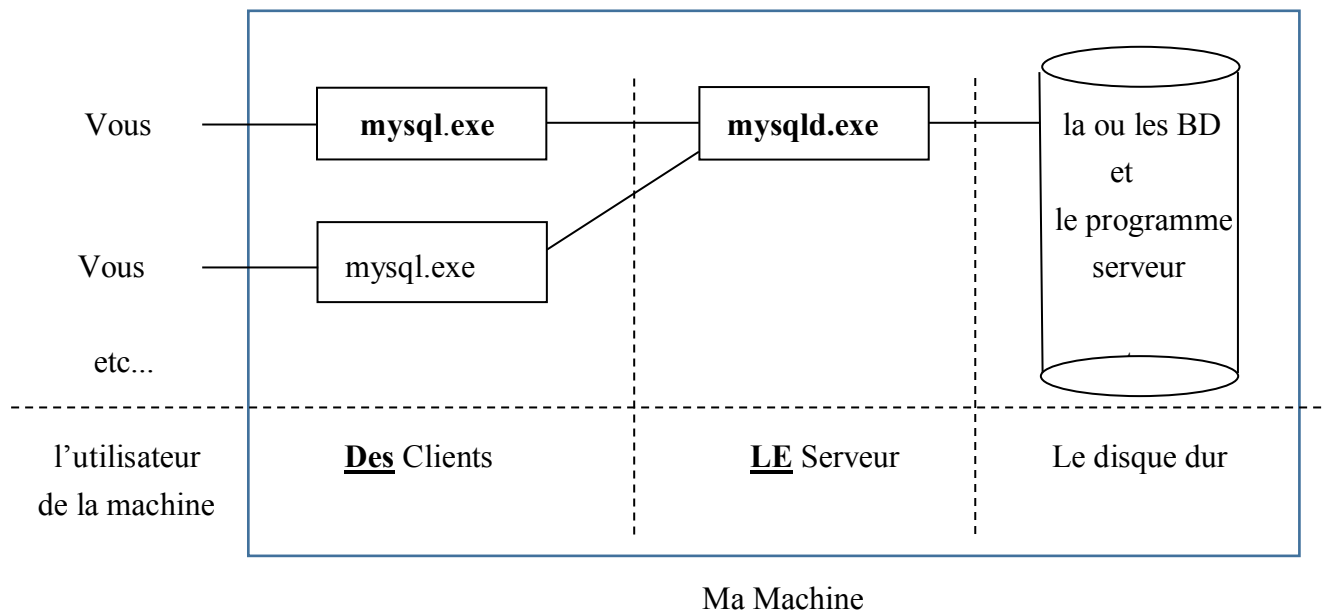 Vous
mysql.exe
mysqld.exe
la ou les BD
et
le programme
serveur
Vous
mysql.exe
etc...
l’utilisateur
de la machine
Des Clients
LE Serveur
Le disque dur
Ma Machine